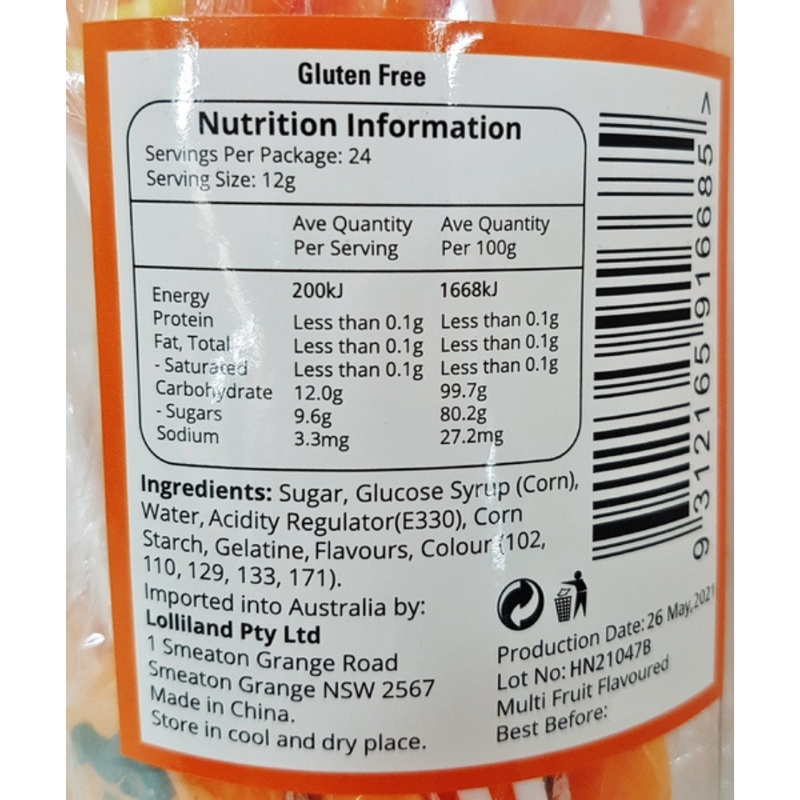 Gluten Free
Nutrition Information
Servings Per Package: 24
Serving Size: 12g
Ave Quantity Per Serving Ave Quantity Per 100g
Energy 200kJ 1668kJ
Protein Less than 0.1g Less than 0.1g
Fat, Total Less than 0.1g Less than 0.1g
- Saturated Less than 0.1g Less than 0.1g
Carbohydrate 12.0g 99.7g
- Sugars 9.6g 80.2g
Sodium 3.3mg 27.2mg
Ingredients: Sugar, Glucose Syrup (Corn),
Water, Acidity Regulator(E330), Corn
Starch, Gelatine, Flavours, Colour (102,
110, 129, 133, 171).
Imported into Australia by:
Lolliland Pty Ltd
1 Smeaton Grange Road
Smeaton Grange NSW 2567
Made in China.
Store in cool and dry place.
Production Date: 26 May, 2021
Lot No: HN21047B
Multi Fruit Flavoured
Best Before:
9 312165 916685 >